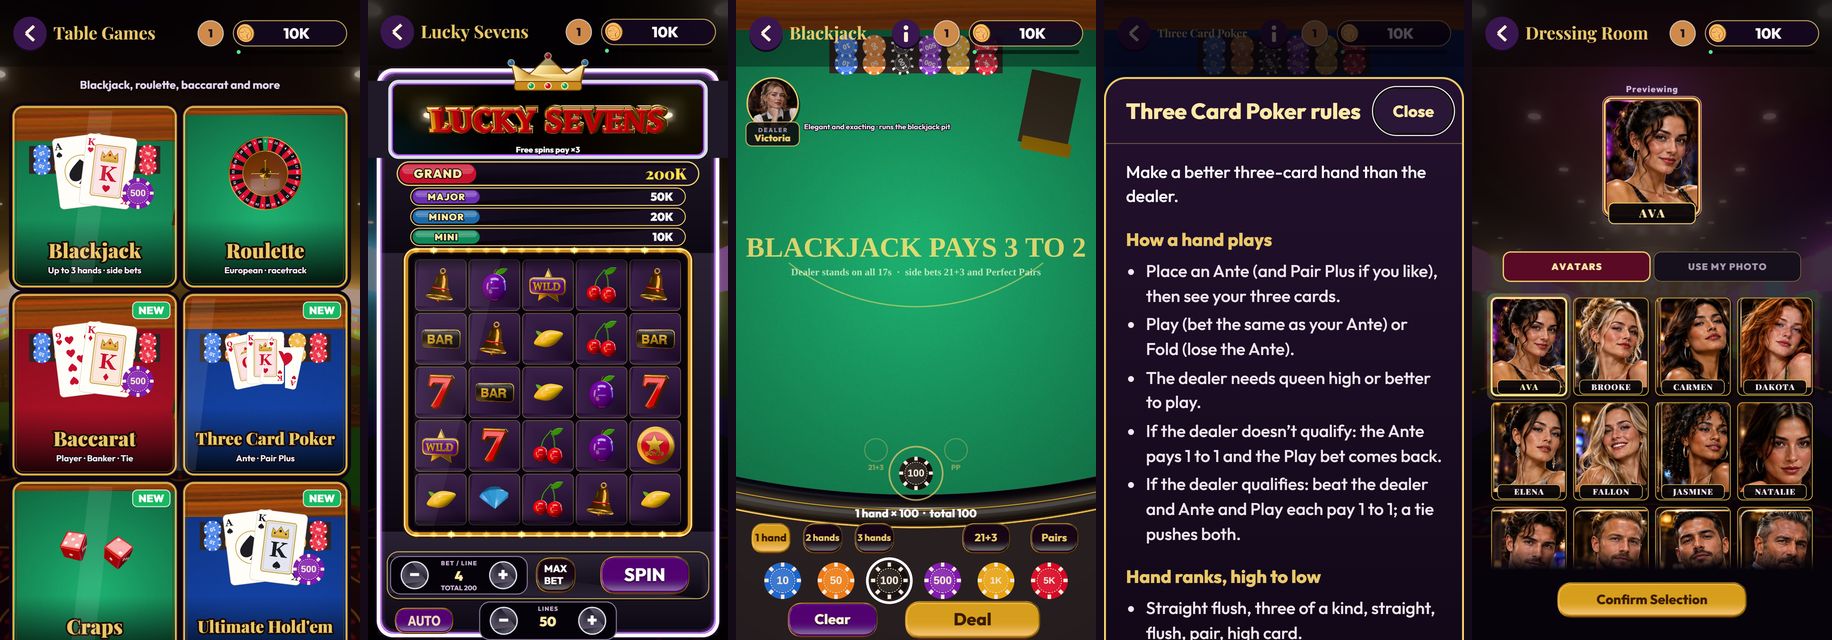 Table Games
1
10K
Blackjack, roulette, baccarat and more
A
K
K
500
Blackjack
Up to 3 hands · side bets
Roulette
European · racetrack
NEW
9
K
K
500
Baccarat
Player · Banker · Tie
NEW
K
Three Card Poker
Ante · Pair Plus
NEW
Craps
NEW
A
K
K
500
Ultimate Hold'em
Lucky Sevens
1
10K
LUCKY SEVENS
Free spins pay ×3
GRAND
200K
MAJOR
50K
MINOR
20K
MINI
10K
WILD
BAR
BAR
7
BAR
7
WILD
7
BET / LINE
4
TOTAL 200
MAX
BET
SPIN
AUTO
LINES
50
Blackjack
i
1
10K
DEALER
Victoria
Elegant and exacting · runs the blackjack pit
BLACKJACK PAYS 3 TO 2
Dealer stands on all 17s · side bets 21+3 and Perfect Pairs
21+3
100
PP
1 hand × 100 · total 100
1 hand
2 hands
3 hands
21+3
Pairs
10
50
100
500
1K
5K
Clear
Deal
Three Card Poker
i
1
10K
Three Card Poker rules
Close
Make a better three-card hand than the
dealer.
How a hand plays
• Place an Ante (and Pair Plus if you like),
then see your three cards.
• Play (bet the same as your Ante) or
Fold (lose the Ante).
• The dealer needs queen high or better
to play.
• If the dealer doesn’t qualify: the Ante
pays 1 to 1 and the Play bet comes back.
• If the dealer qualifies: beat the dealer
and Ante and Play each pay 1 to 1; a tie
pushes both.
Hand ranks, high to low
• Straight flush, three of a kind, straight,
flush, pair, high card.
Dressing Room
1
10K
Previewing
AVA
AVATARS
USE MY PHOTO
AVA
BROOKE
CARMEN
DAKOTA
ELENA
FALLON
JASMINE
NATALIE
Confirm Selection